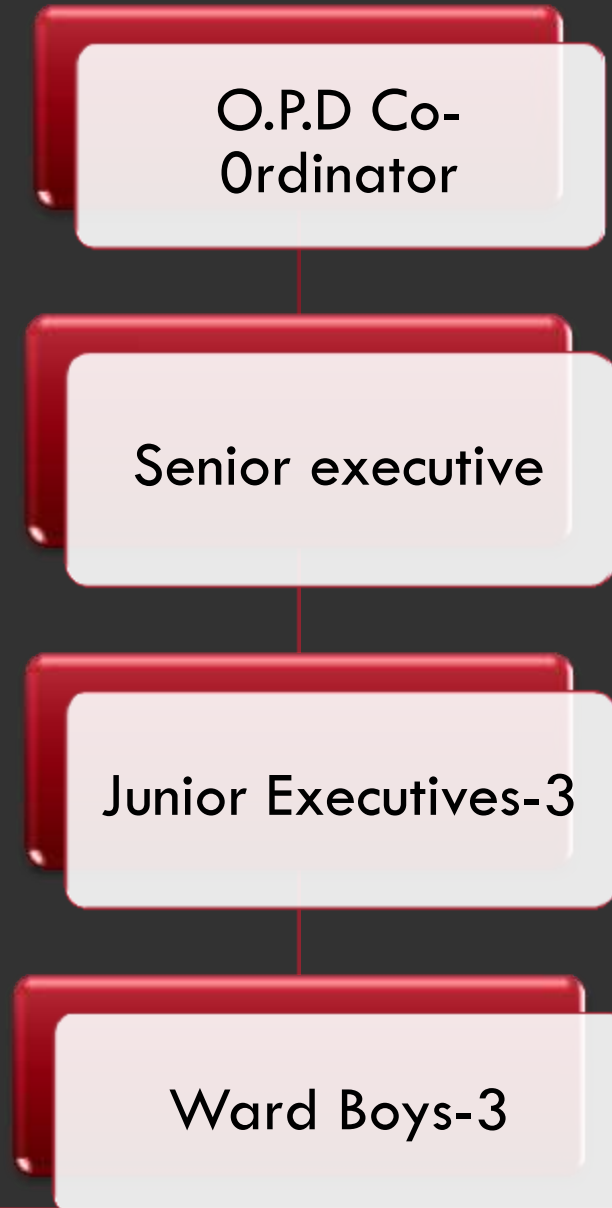 O.P.D Co-
0rdinator
Senior executive
Junior Executives-3
Ward Boys-3